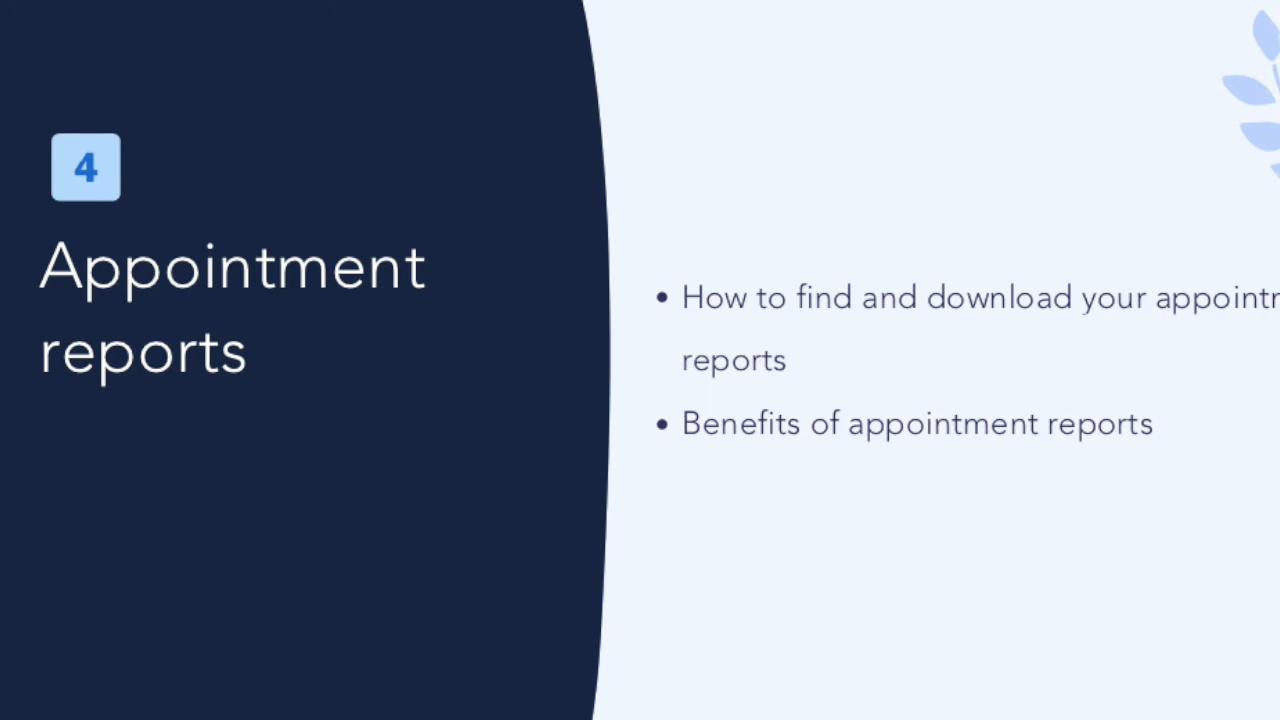 4
Appointment
reports
• How to find and download your
reports
• Benefits of appointment reports